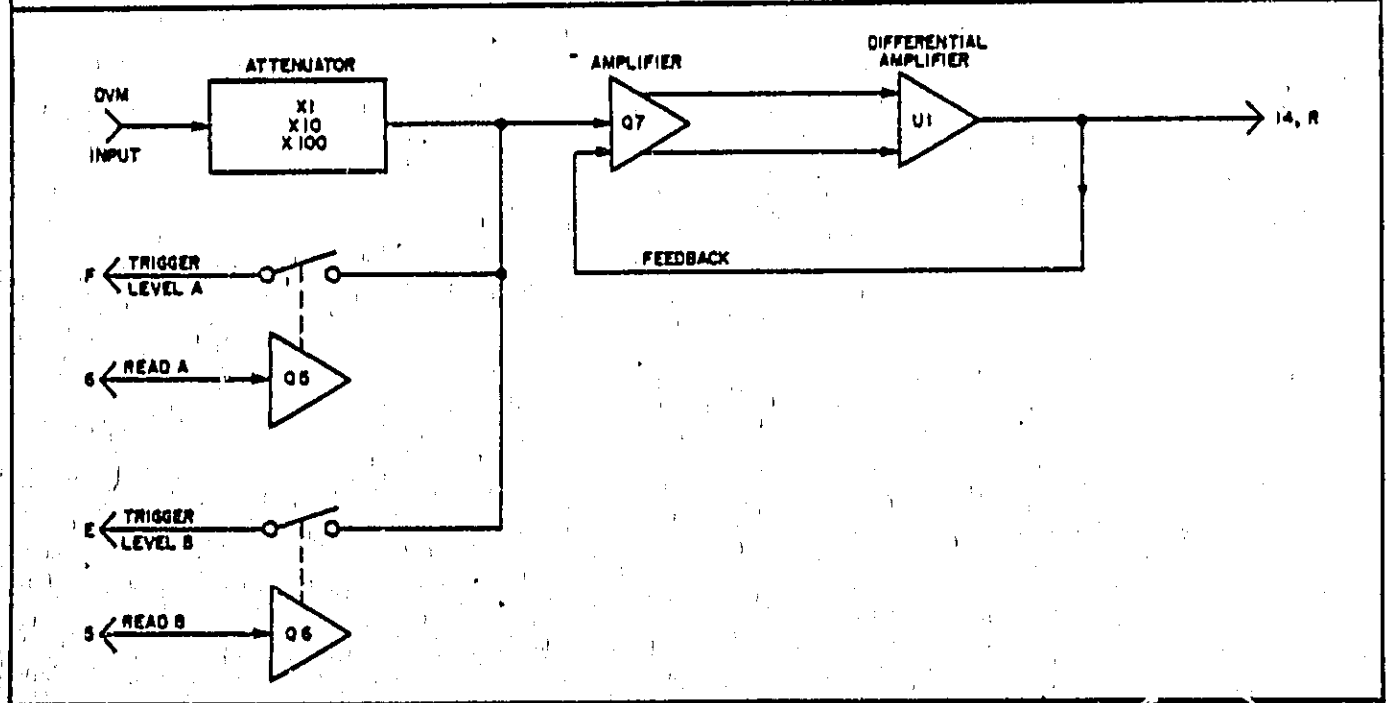 ATTENUATOR
X1
X10
X100
DVM
INPUT
AMPLIFIER
Q7
DIFFERENTIAL
AMPLIFIER
U1
14, R
FEEDBACK
F
TRIGGER
LEVEL A
6
READ A
Q5
E
TRIGGER
LEVEL B
5
READ B
Q6